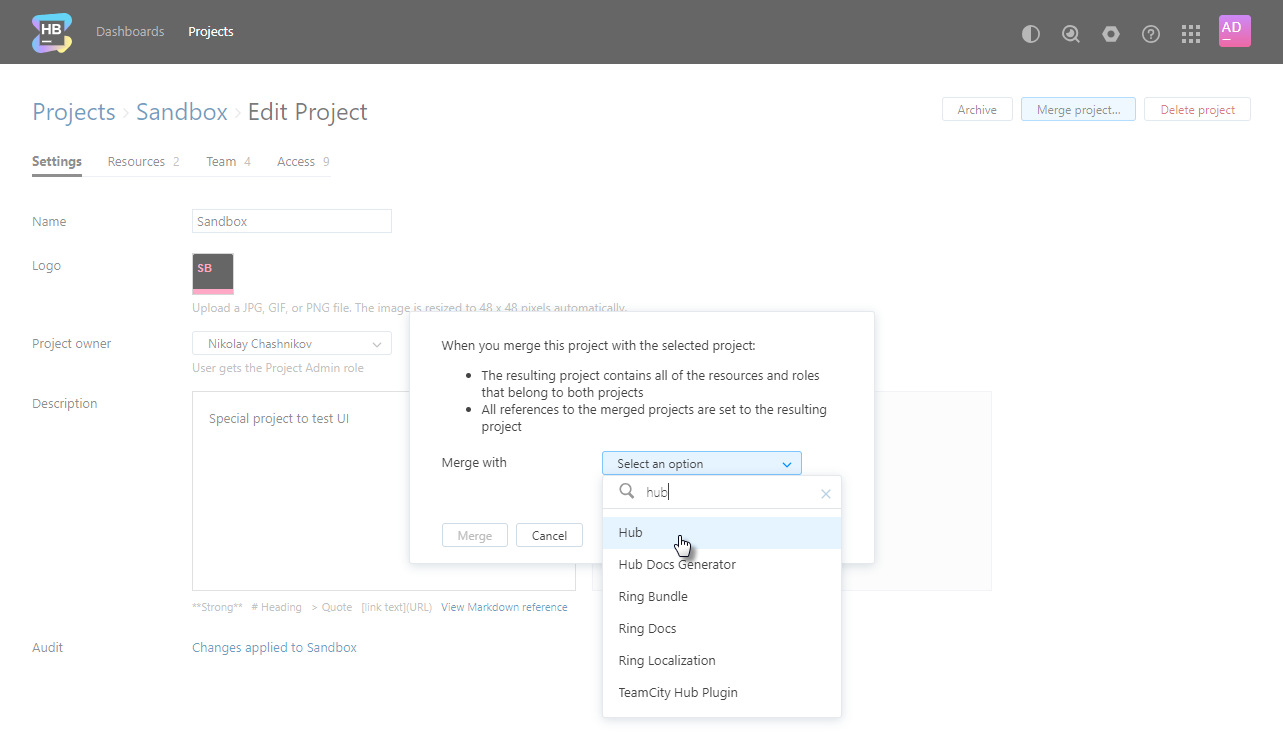 HB
Dashboards
Projects
AD
Projects › Sandbox › Edit Project
Archive
Merge project...
Delete project
Settings
Resources 2
Team 4
Access 9
Name
Sandbox
Logo
SB
Upload a JPG, GIF, or PNG file. The image is resized to 48 x 48 pixels automatically.
Project owner
Nikolay Chashnikov
User gets the Project Admin role
Description
Special project to test UI
When you merge this project with the selected project:
• The resulting project contains all of the resources and roles
that belong to both projects
• All references to the merged projects are set to the resulting
project
Merge with
Select an option
hub
Merge
Cancel
Hub
Hub Docs Generator
Ring Bundle
Ring Docs
Ring Localization
TeamCity Hub Plugin
**Strong** # Heading > Quote [link text](URL) View Markdown reference
Audit
Changes applied to Sandbox